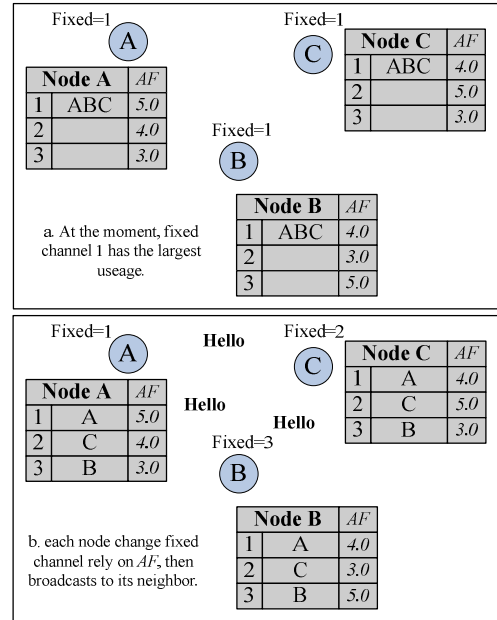 Fixed=1
A
Node A AF
1 ABC 5.0
2 4.0
3 3.0
Fixed=1
C
Node C AF
1 ABC 4.0
2 5.0
3 3.0
Fixed=1
B
Node B AF
1 ABC 4.0
2 3.0
3 5.0
a. At the moment, fixed
channel 1 has the largest
useage.
Fixed=1
A
Node A AF
1 A 5.0
2 C 4.0
3 B 3.0
Hello
Hello
Hello
Fixed=2
C
Node C AF
1 A 4.0
2 C 5.0
3 B 3.0
Fixed=3
B
Node B AF
1 A 4.0
2 C 3.0
3 B 5.0
b. each node change fixed
channel rely on AF, then
broadcasts to its neighbor.